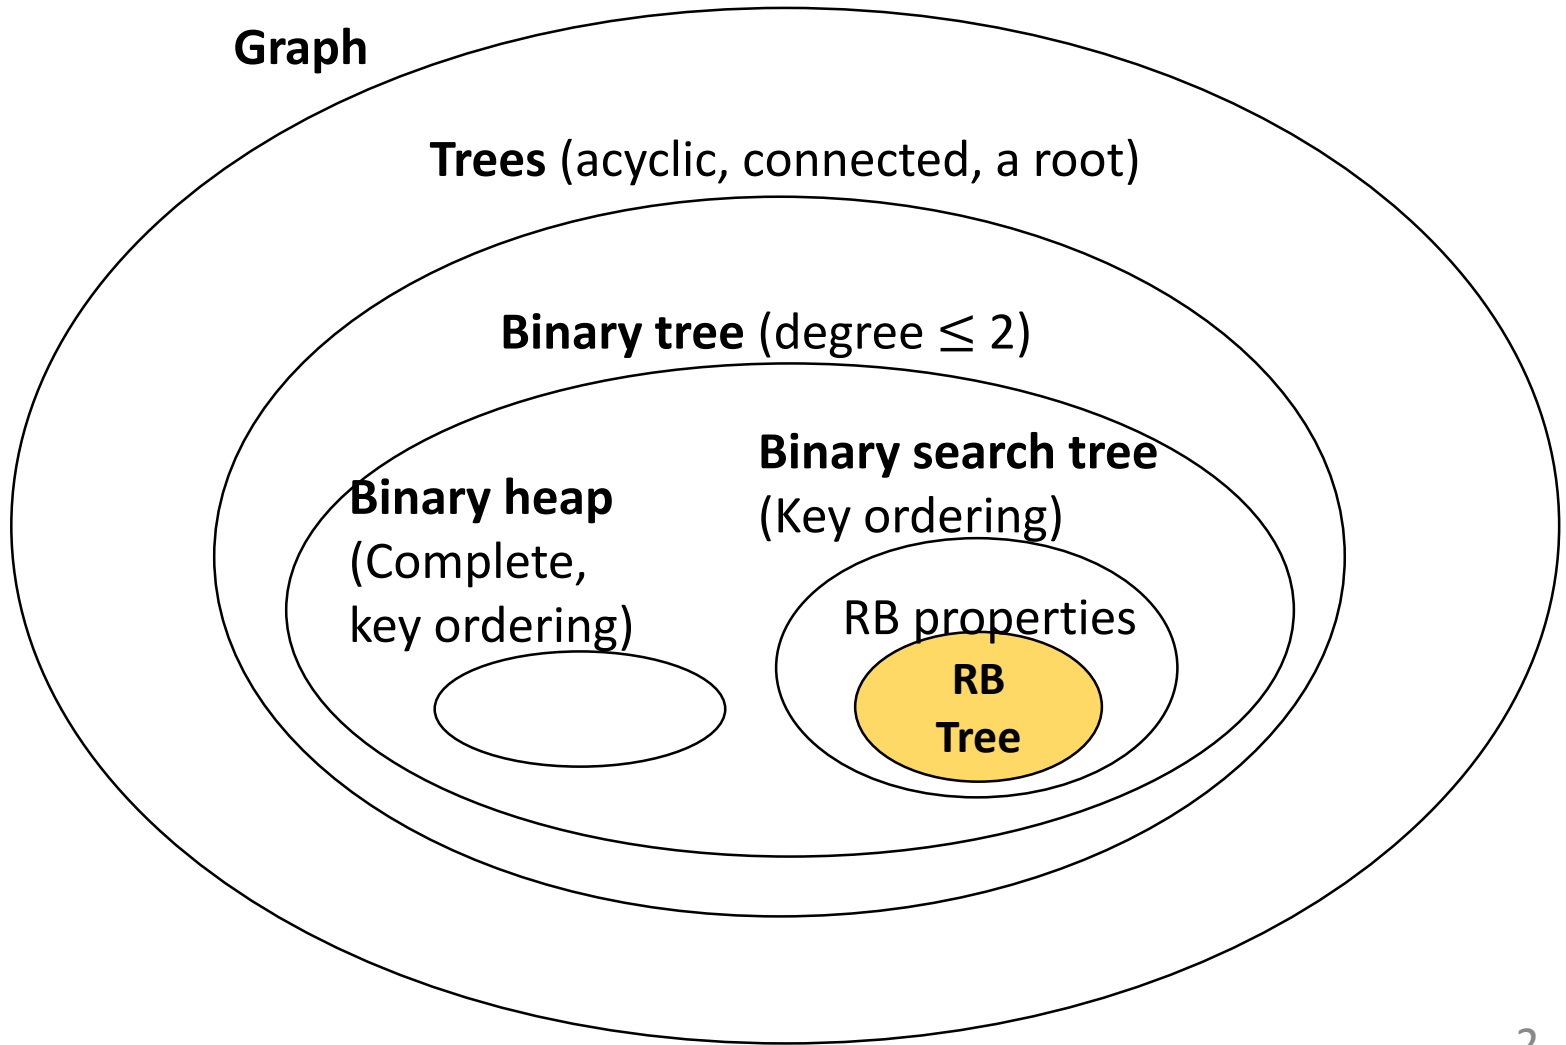 Graph
Trees (acyclic, connected, a root)
Binary tree (degree ≤ 2)
Binary heap
(Complete,
key ordering)
Binary search tree
(Key ordering)
RB properties
RB
Tree
2